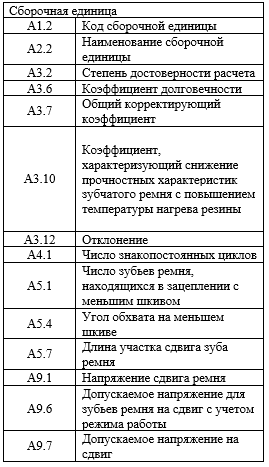 Сборочная единица
А1.2 Код сборочной единицы
А2.2 Наименование сборочной
единицы
А3.2 Степень достоверности расчета
А3.6 Коэффициент долговечности
А3.7 Общий корректирующий
коэффициент
А3.10 Коэффициент,
характеризующий снижение
прочностных характеристик
зубчатого ремня с повышением
температуры нагрева резины
А3.12 Отклонение
А4.1 Число знакопостоянных циклов
А5.1 Число зубьев ремня,
находящихся в зацеплении с
меньшим шкивом
А5.4 Угол обхвата на меньшем
шкиве
А5.7 Длина участка сдвига зуба
ремня
А9.1 Напряжение сдвига ремня
А9.6 Допускаемое напряжение для
зубьев ремня на сдвиг с учетом
режима работы
А9.7 Допускаемое напряжение на
сдвиг